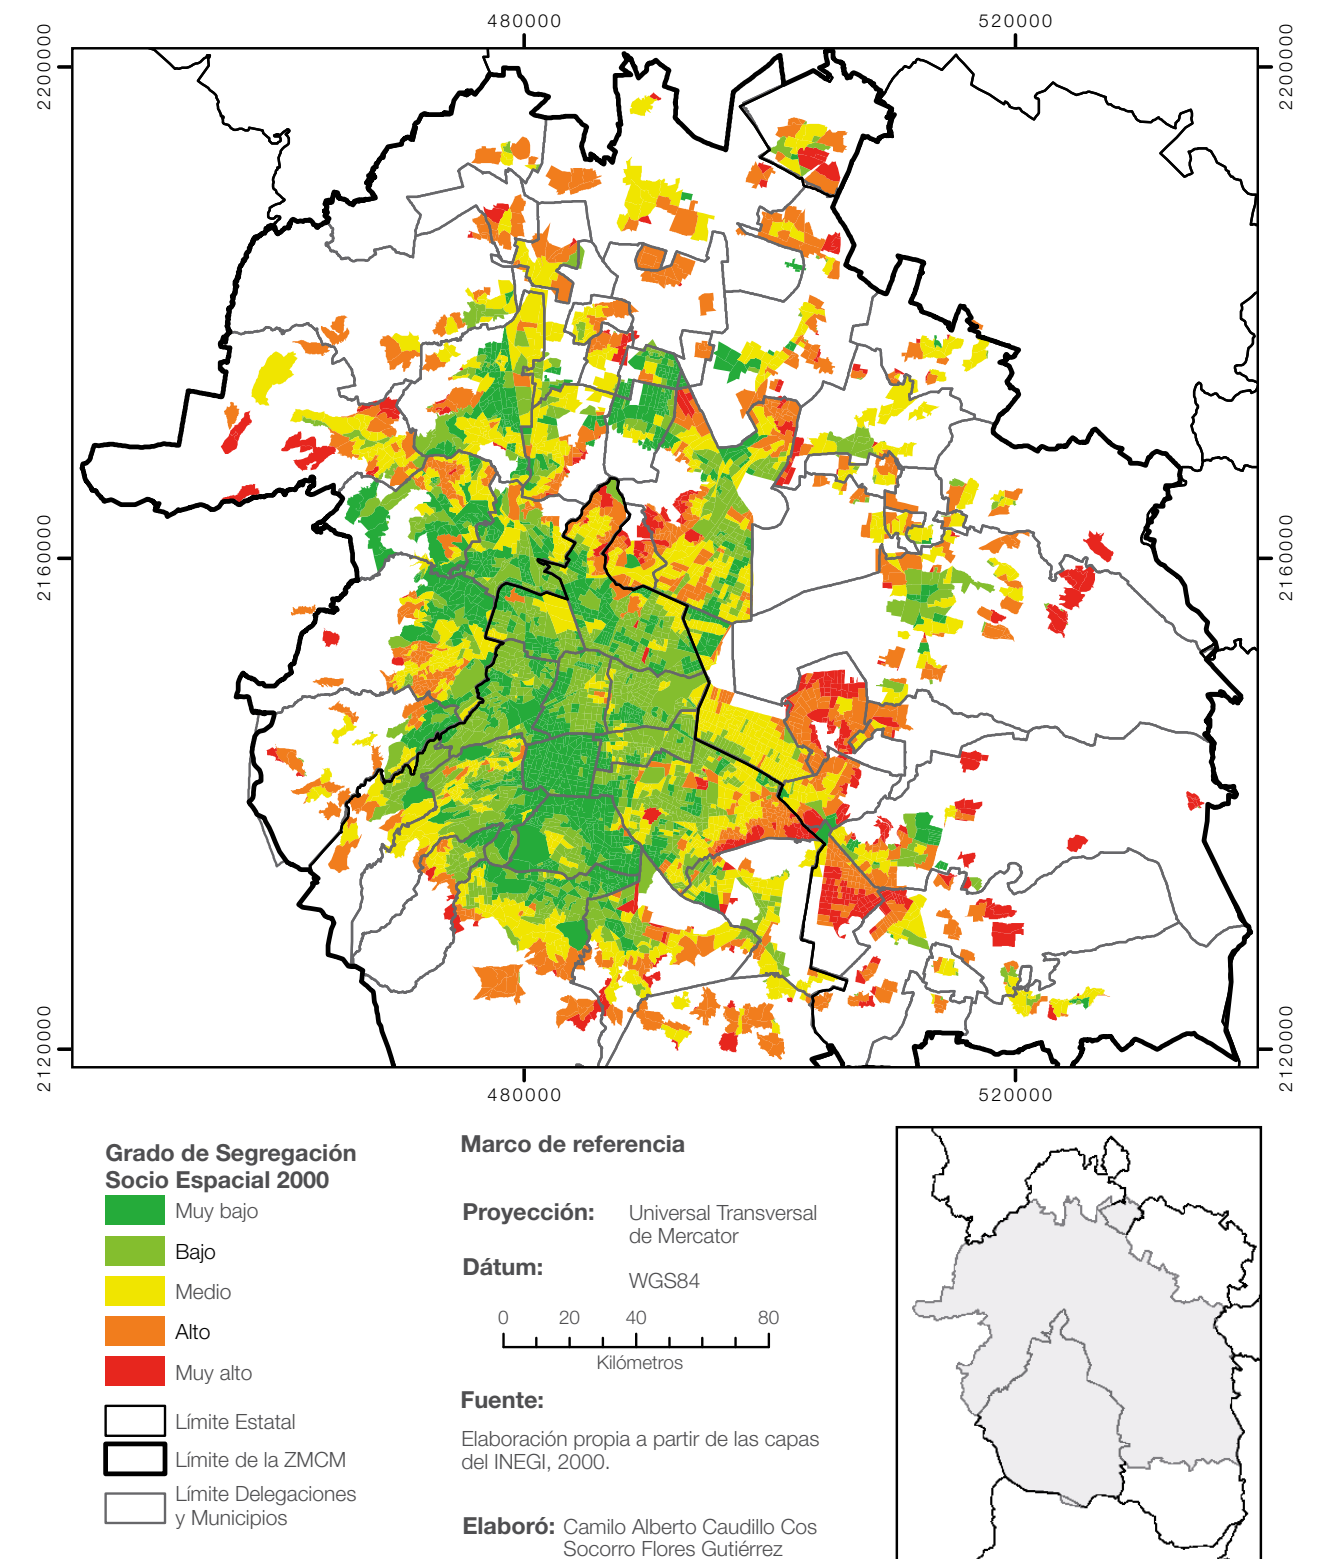 480000 520000
2200000 2200000
2160000 2160000
2120000 2120000
480000 520000
Grado de Segregación
Socio Espacial 2000
Muy bajo
Bajo
Medio
Alto
Muy alto
Límite Estatal
Límite de la ZMCM
Límite Delegaciones
y Municipios
Marco de referencia
Proyección: Universal Transversal
de Mercator
Dátum:
WGS84
0 20 40 80
Kilómetros
Fuente:
Elaboración propia a partir de las capas
del INEGI, 2000.
Elaboró: Camilo Alberto Caudillo Cos
Socorro Flores Gutiérrez